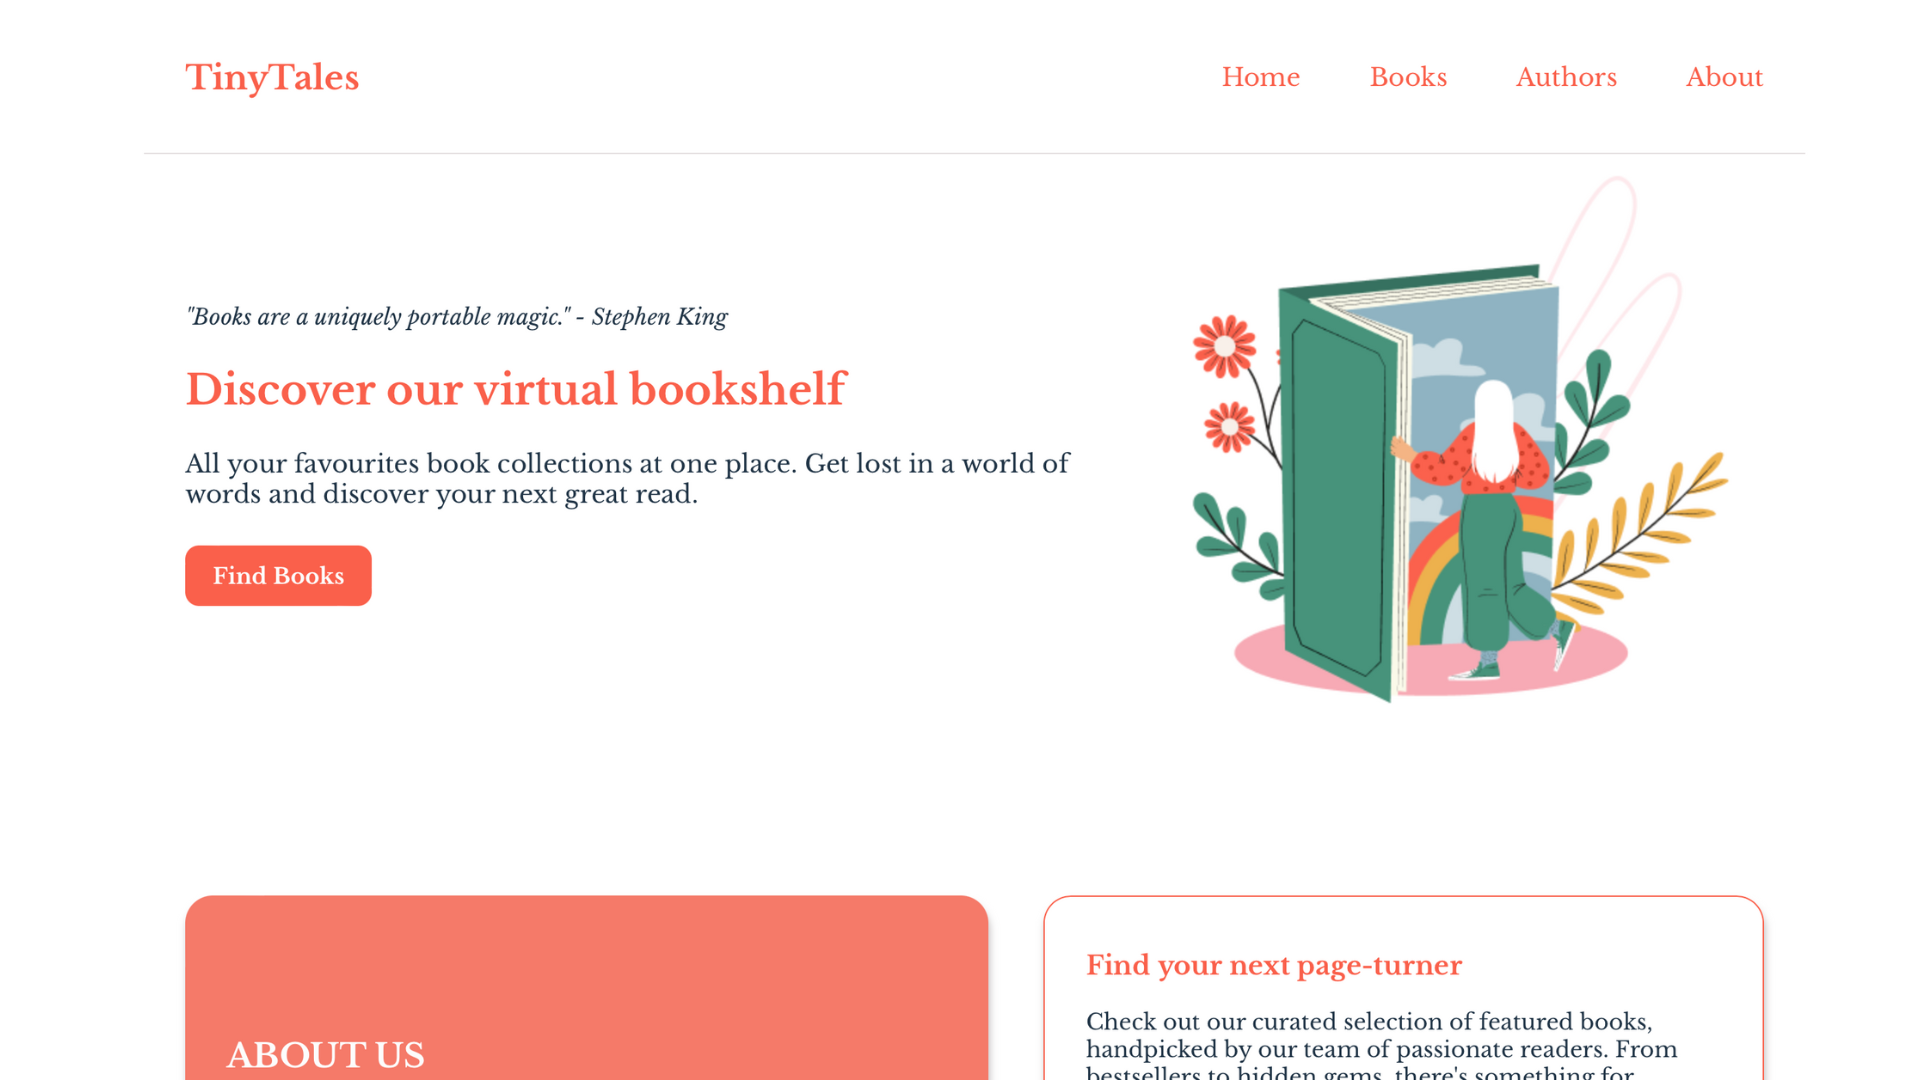 TinyTales
Home Books Authors About
"Books are a uniquely portable magic." - Stephen King
Discover our virtual bookshelf
All your favourites book collections at one place. Get lost in a world of
words and discover your next great read.
Find Books
ABOUT US
Find your next page-turner
Check out our curated selection of featured books,
handpicked by our team of passionate readers. From
bestsellers to hidden gems, there's something for